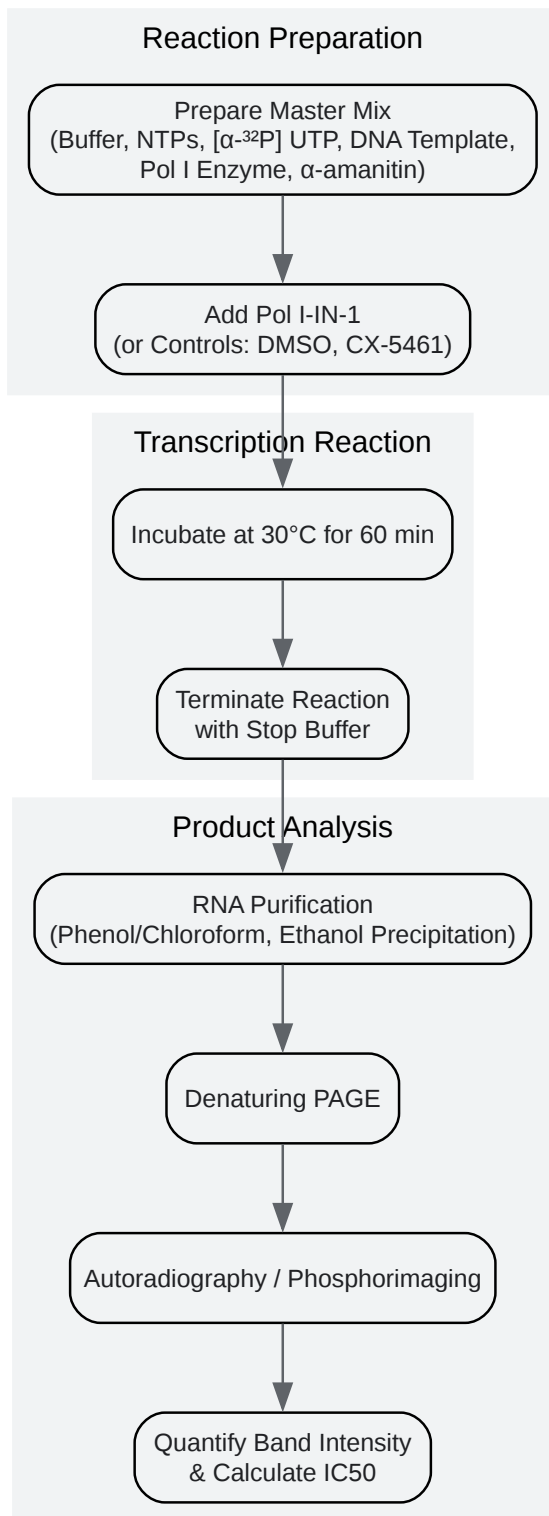 Reaction Preparation
Prepare Master Mix
(Buffer, NTPs, [α-³²P] UTP, DNA Template,
Pol I Enzyme, α-amanitin)
Add Pol I-IN-1
(or Controls: DMSO, CX-5461)
Transcription Reaction
Incubate at 30°C for 60 min
Terminate Reaction
with Stop Buffer
Product Analysis
RNA Purification
(Phenol/Chloroform, Ethanol Precipitation)
Denaturing PAGE
Autoradiography / Phosphorimaging
Quantify Band Intensity
& Calculate IC50